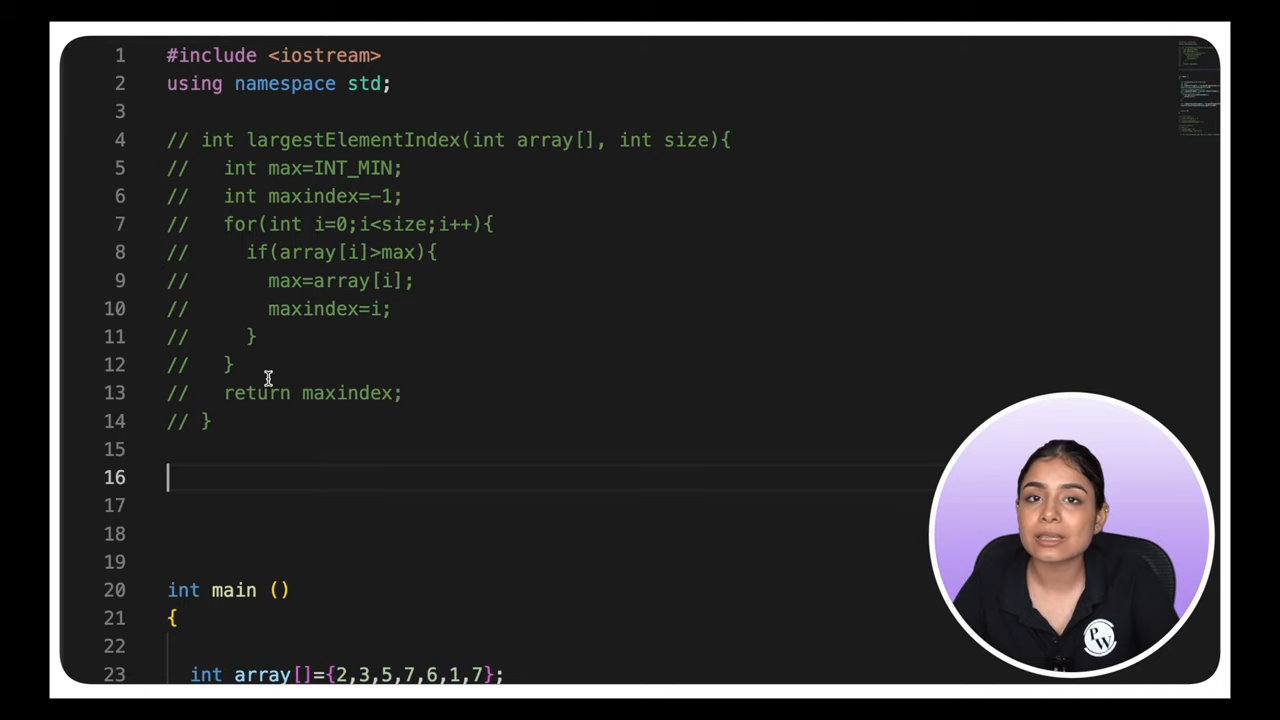 1 #include <iostream>
2 using namespace std;
3
4 // int largestElementIndex(int array[], int size){
5 //   int max=INT_MIN;
6 //   int maxindex=-1;
7 //   for(int i=0;i<size;i++){
8 //     if(array[i]>max){
9 //       max=array[i];
10 //       maxindex=i;
11 //     }
12 //   }
13 //   return maxindex;
14 // }
15
16
17
18
19
20 int main ()
21 {
22
23   int array[]={2,3,5,7,6,1,7};
PW